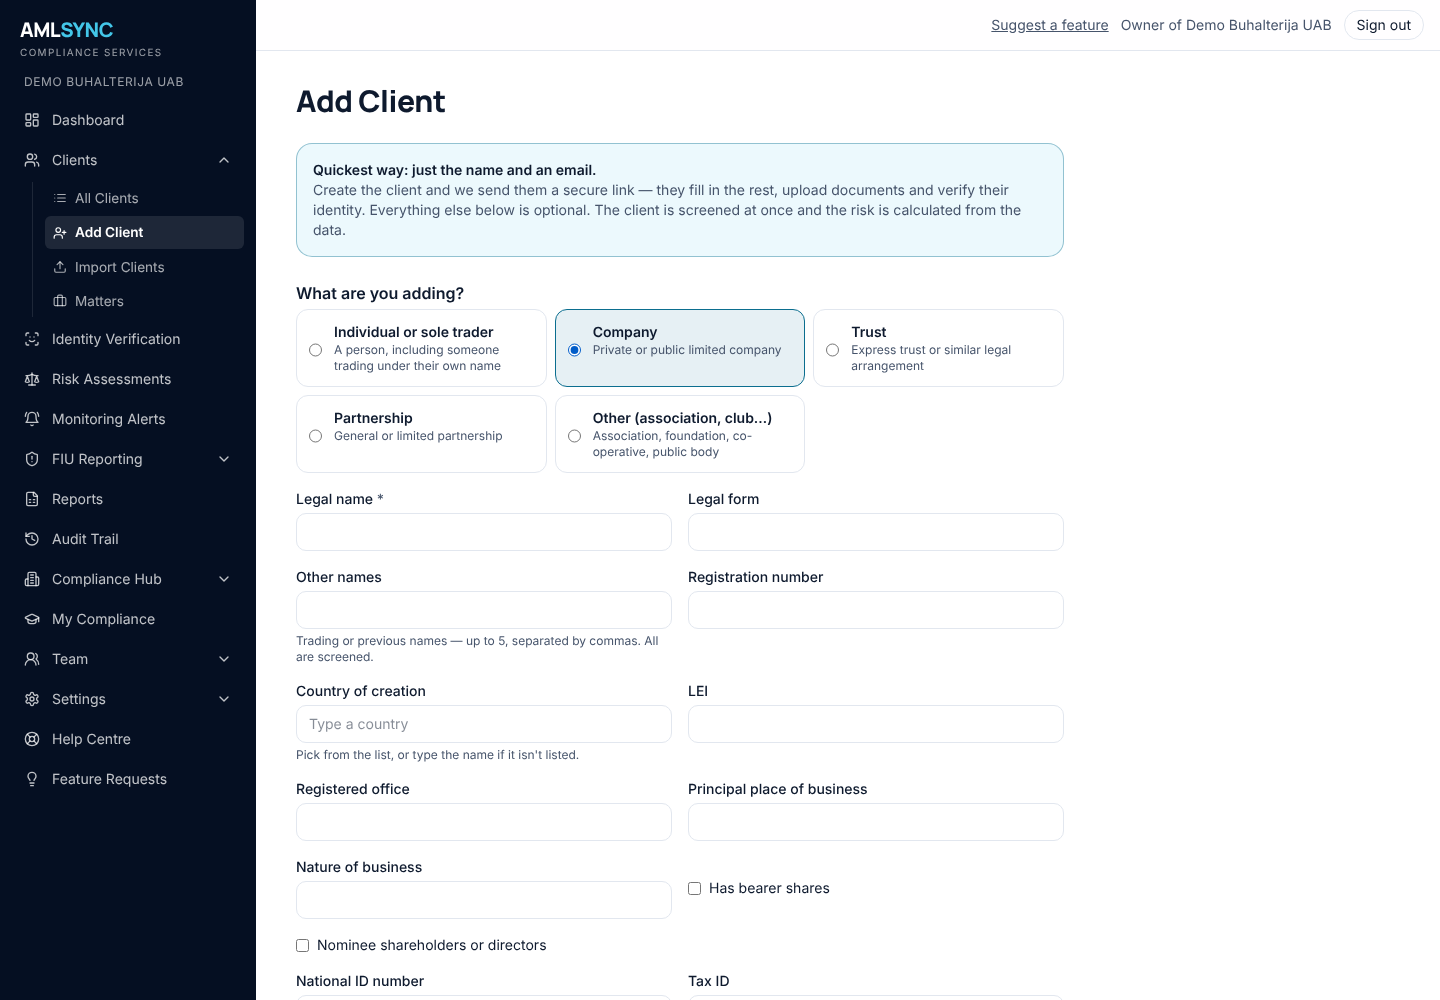 AMLSYNC
COMPLIANCE SERVICES
DEMO BUHALTERIJA UAB
Dashboard
Clients
All Clients
Add Client
Import Clients
Matters
Identity Verification
Risk Assessments
Monitoring Alerts
FIU Reporting
Reports
Audit Trail
Compliance Hub
My Compliance
Team
Settings
Help Centre
Feature Requests
Suggest a feature
Owner of Demo Buhalterija UAB
Sign out
Add Client
Quickest way: just the name and an email.
Create the client and we send them a secure link — they fill in the rest, upload documents and verify their
identity. Everything else below is optional. The client is screened at once and the risk is calculated from the
data.
What are you adding?
Individual or sole trader
A person, including someone
trading under their own name
Company
Private or public limited company
Trust
Express trust or similar legal
arrangement
Partnership
General or limited partnership
Other (association, club...)
Association, foundation, co-
operative, public body
Legal name *
Legal form
Other names
Registration number
Trading or previous names — up to 5, separated by commas. All
are screened.
Country of creation
LEI
Type a country
Pick from the list, or type the name if it isn't listed.
Registered office
Principal place of business
Nature of business
Has bearer shares
Nominee shareholders or directors
National ID number
Tax ID